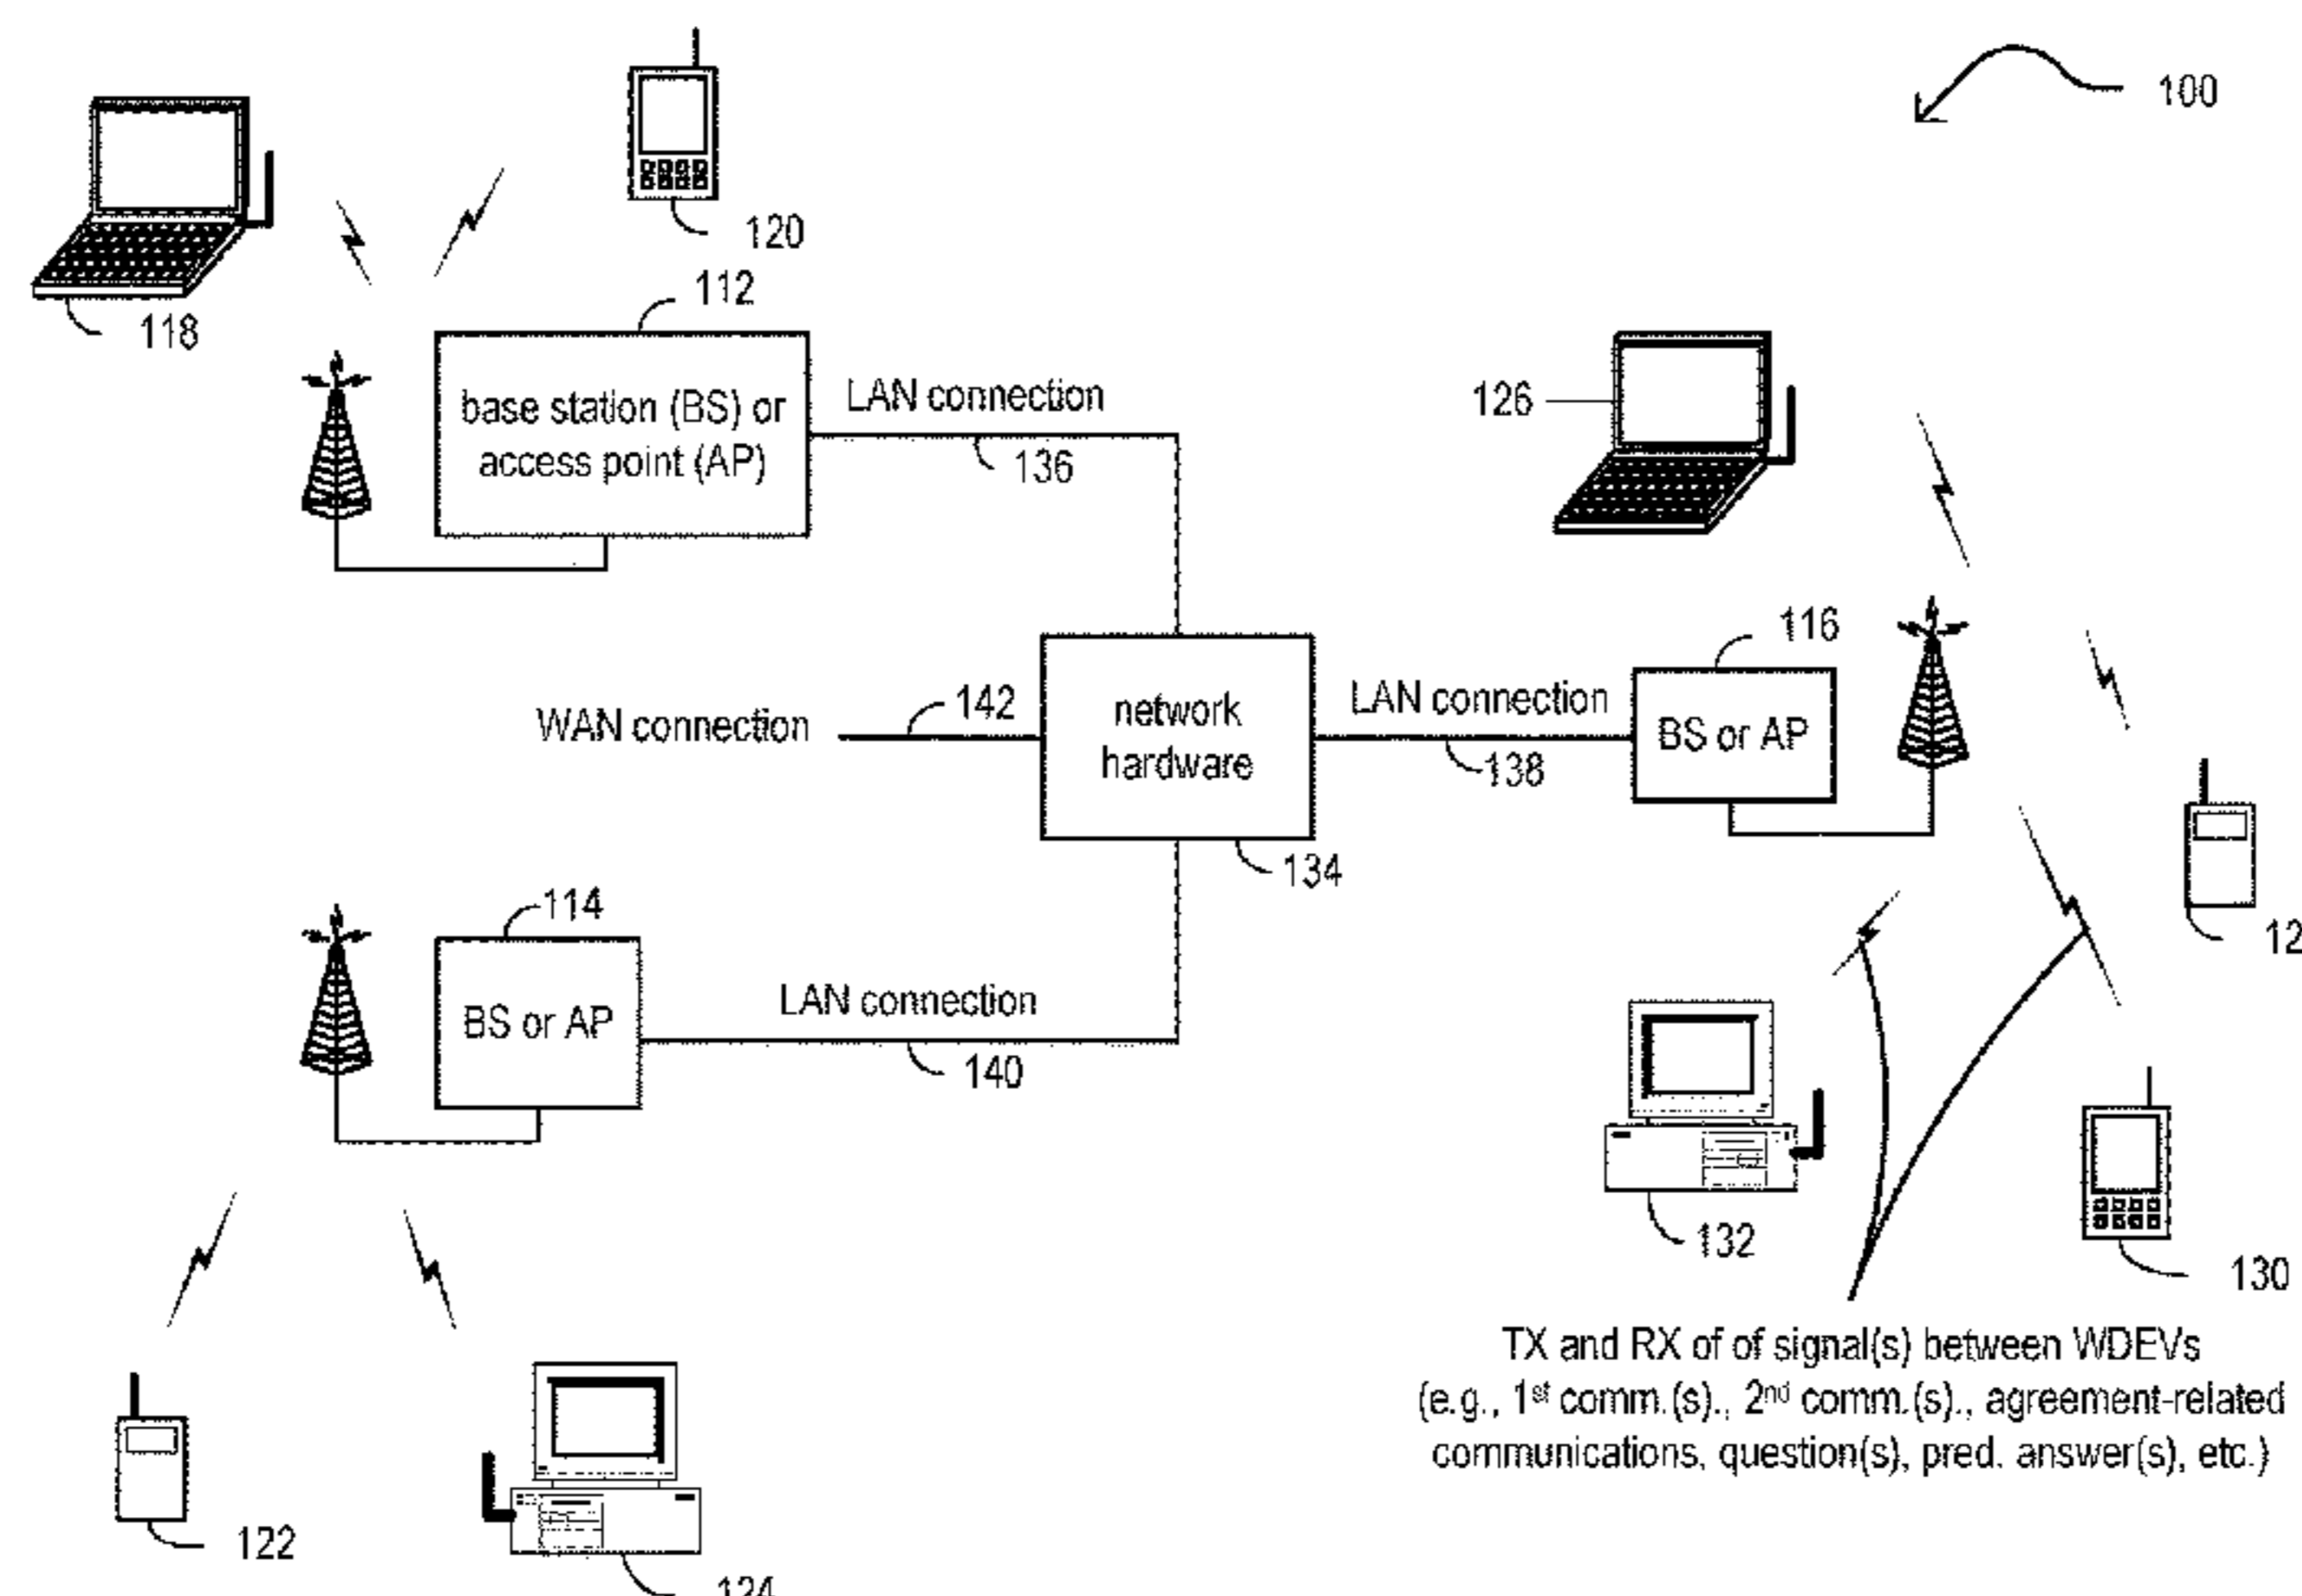 100
120
118
112
base station (BS) or
access point (AP)
LAN connection
136
126
116
BS or AP
WAN connection
142
network
hardware
134
LAN connection
138
12
114
BS or AP
LAN connection
140
132
130
TX and RX of of signal(s) between WDEVs
(e.g., 1st comm.(s)., 2nd comm.(s)., agreement-related
communications, question(s), pred. answer(s), etc.)
122
124